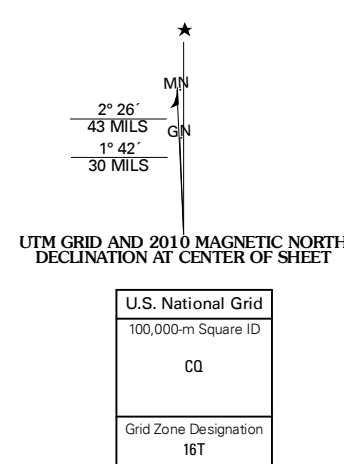 ★
MN
2° 26´
43 MILS
GN
1° 42´
30 MILS
UTM GRID AND 2010 MAGNETIC NORTH
DECLINATION AT CENTER OF SHEET
U.S. National Grid
100,000-m Square ID
CQ
Grid Zone Designation
16T